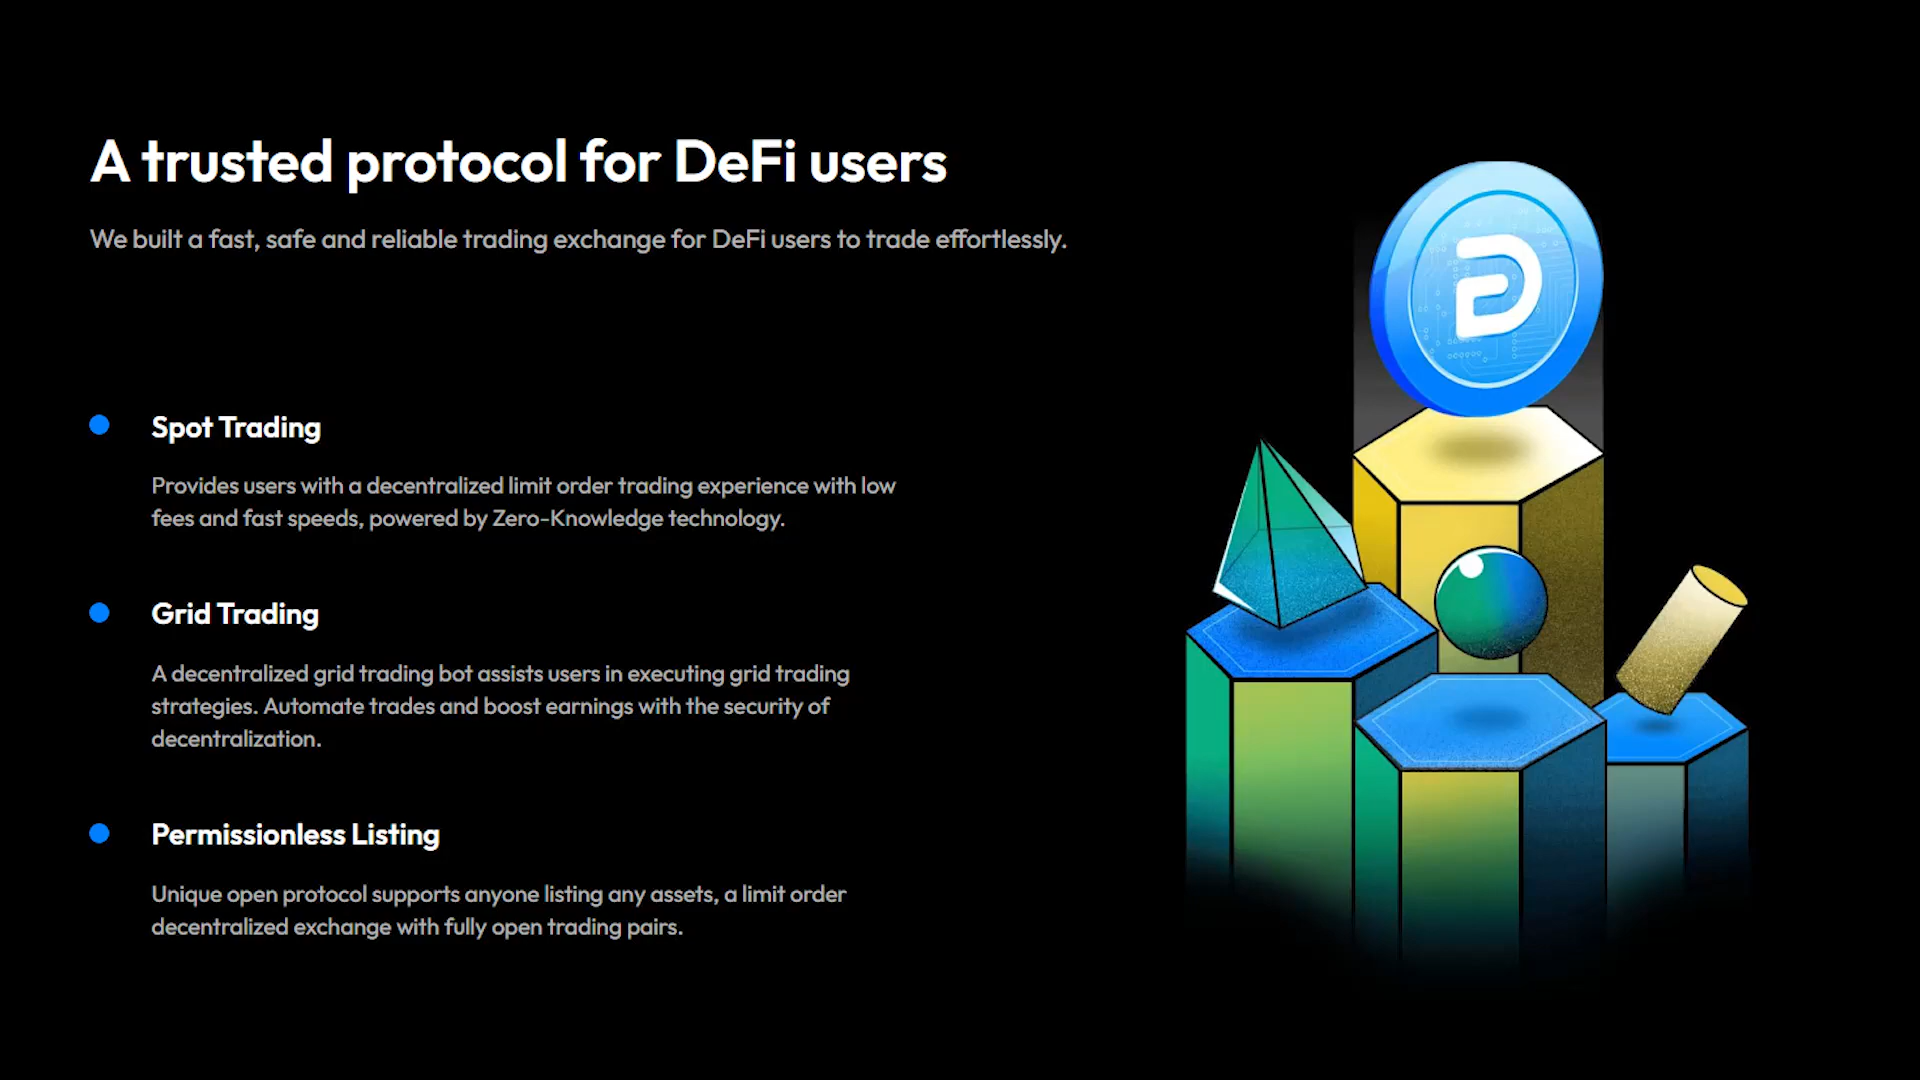 A trusted protocol for DeFi users
We built a fast, safe and reliable trading exchange for DeFi users to trade effortlessly.
Spot Trading
Provides users with a decentralized limit order trading experience with low
fees and fast speeds, powered by Zero-Knowledge technology.
Grid Trading
A decentralized grid trading bot assists users in executing grid trading
strategies. Automate trades and boost earnings with the security of
decentralization.
Permissionless Listing
Unique open protocol supports anyone listing any assets, a limit order
decentralized exchange with fully open trading pairs.